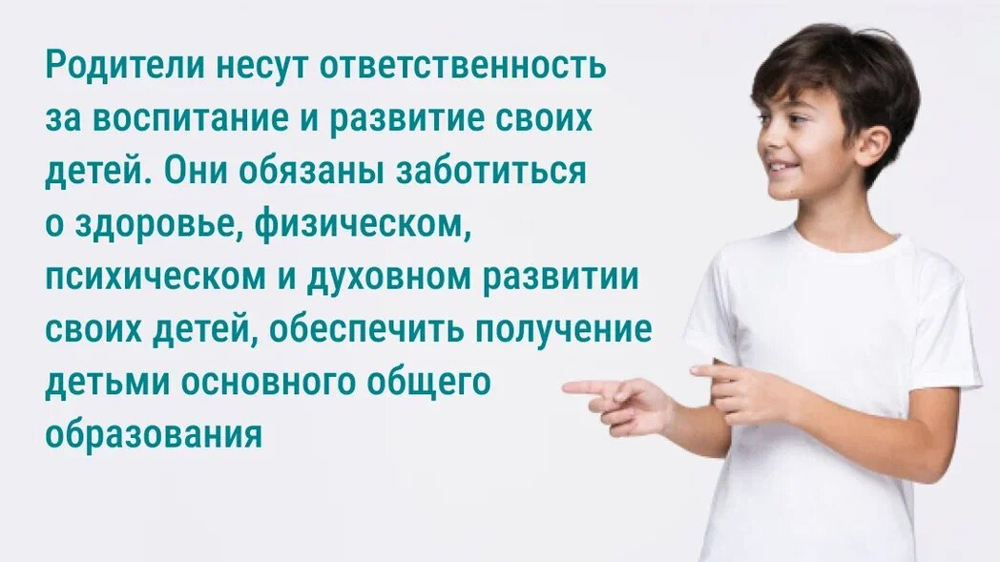 Родители несут ответственность
за воспитание и развитие своих
детей. Они обязаны заботиться
о здоровье, физическом,
психическом и духовном развитии
своих детей, обеспечить получение
детьми основного общего
образования